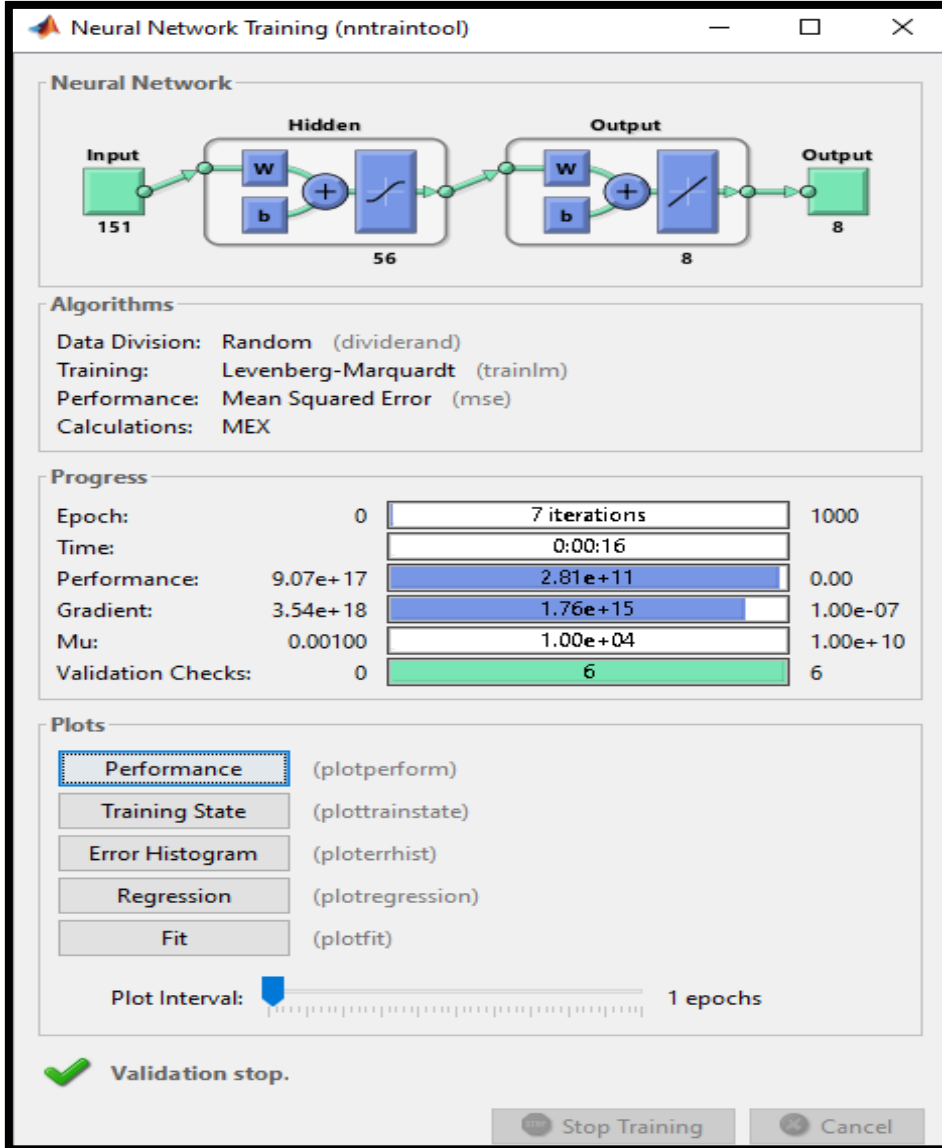 Neural Network Training (nntraintool)
Neural Network
Hidden
Output
Input
W
b
+
W
b
+
Output
151
56
8
8
Algorithms
Data Division: Random (dividerand)
Training: Levenberg-Marquardt (trainlm)
Performance: Mean Squared Error (mse)
Calculations: MEX
Progress
Epoch: 0 7 iterations 1000
Time: 0:00:16
Performance: 9.07e+17 2.81e+11 0.00
Gradient: 3.54e+18 1.76e+15 1.00e-07
Mu: 0.00100 1.00e+04 1.00e+10
Validation Checks: 0 6 6
Plots
Performance (plotperform)
Training State (plottrainstate)
Error Histogram (ploterrhist)
Regression (plotregression)
Fit (plotfit)
Plot Interval: 1 epochs
Validation stop.
STOP Stop Training Cancel